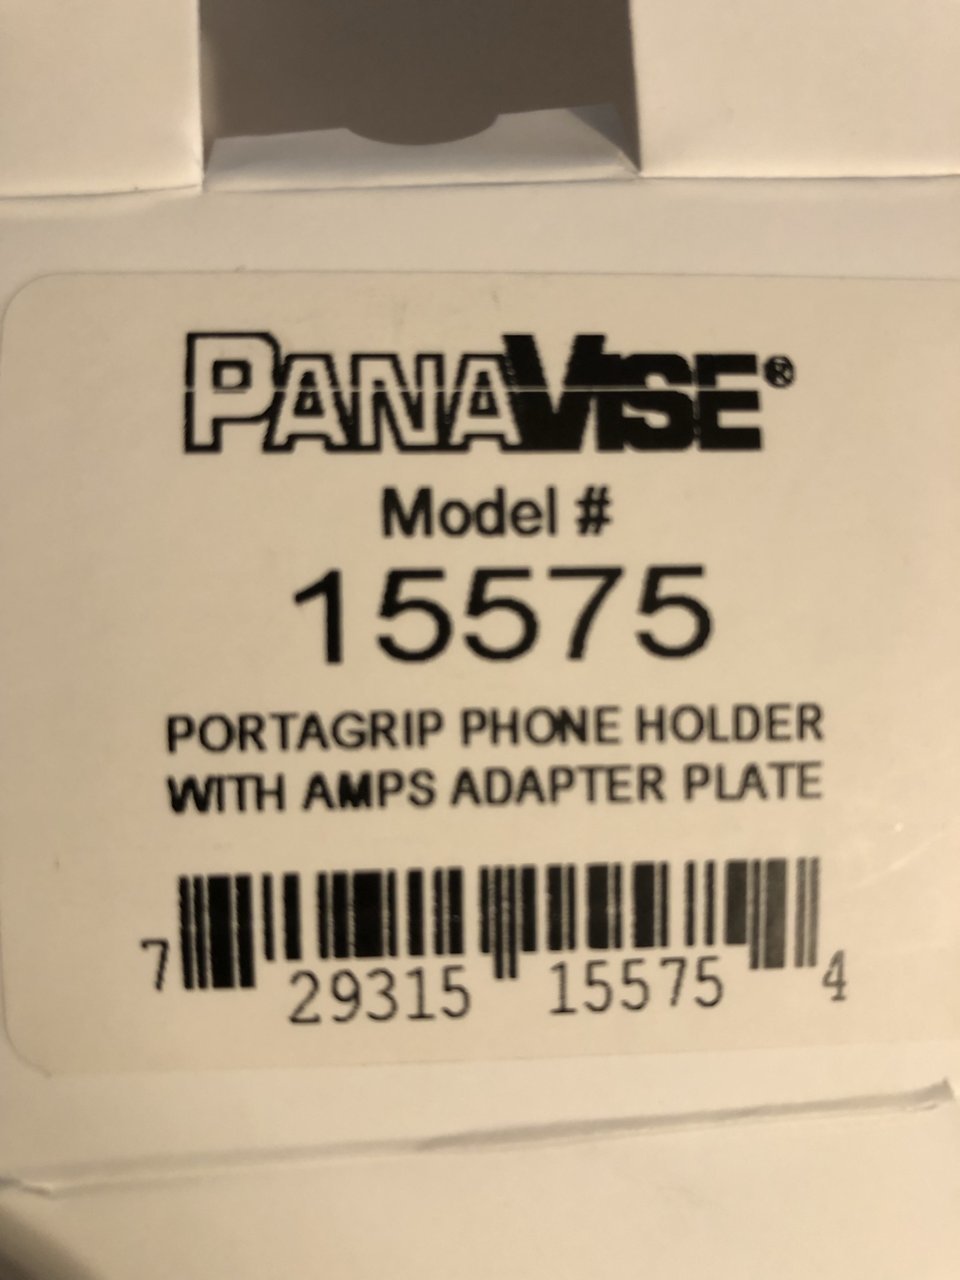 PANAVISE®
Model #
15575
PORTAGRIP PHONE HOLDER
WITH AMPS ADAPTER PLATE
7 29315 15575 4